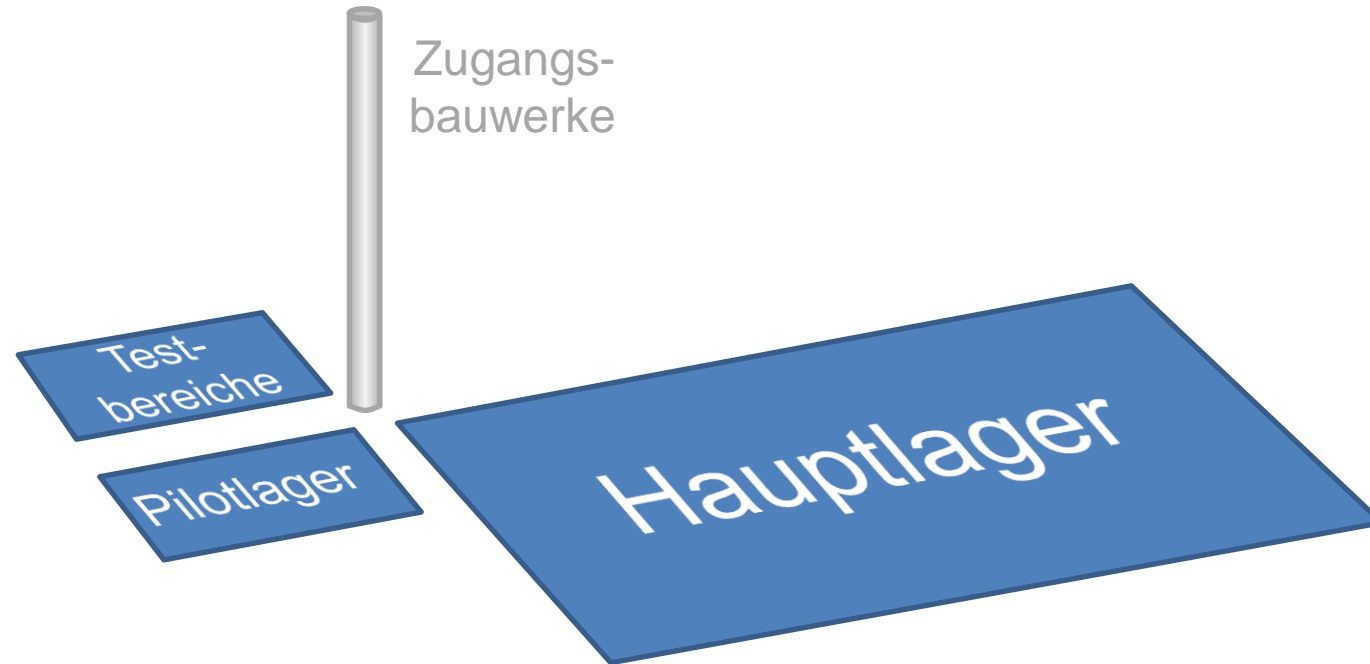 Zugangs-
bauwerke
Test-
bereiche
Pilotlager
Hauptlager